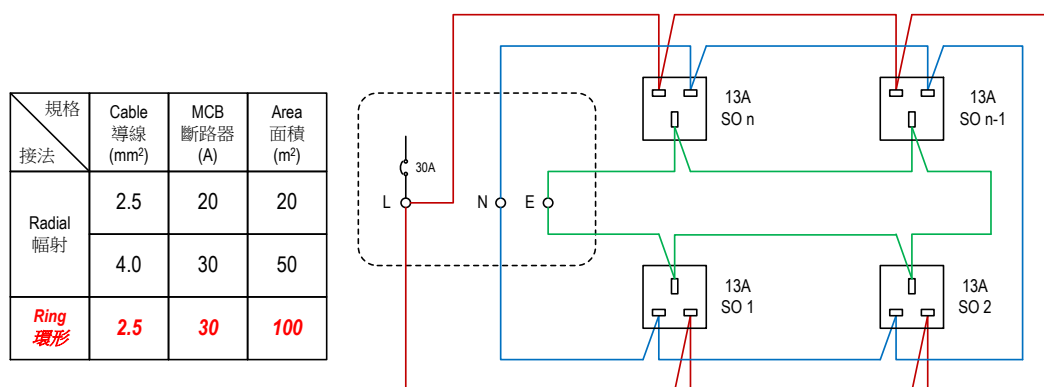 規格
接法
Cable
導線
(mm²)
MCB
斷路器
(A)
Area
面積
(m²)
Radial
幅射
2.5
20
20
4.0
30
50
Ring
環形
2.5
30
100
30A
L
N
E
13A
SO n
13A
SO n-1
13A
SO 1
13A
SO 2